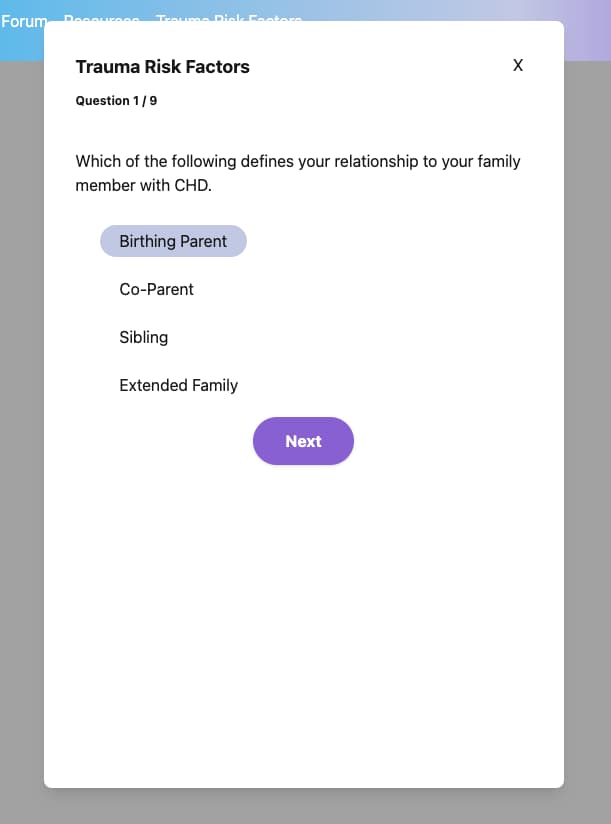 Forum Resources Trauma Risk Factors
Trauma Risk Factors
X
Question 1 / 9
Which of the following defines your relationship to your family
member with CHD.
Birthing Parent
Co-Parent
Sibling
Extended Family
Next